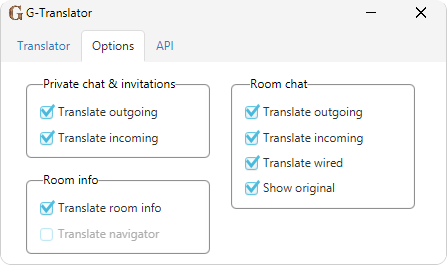 G-Translator
Translator
Options
API
Private chat & invitations
Translate outgoing
Translate incoming
Room info
Translate room info
Translate navigator
Room chat
Translate outgoing
Translate incoming
Translate wired
Show original